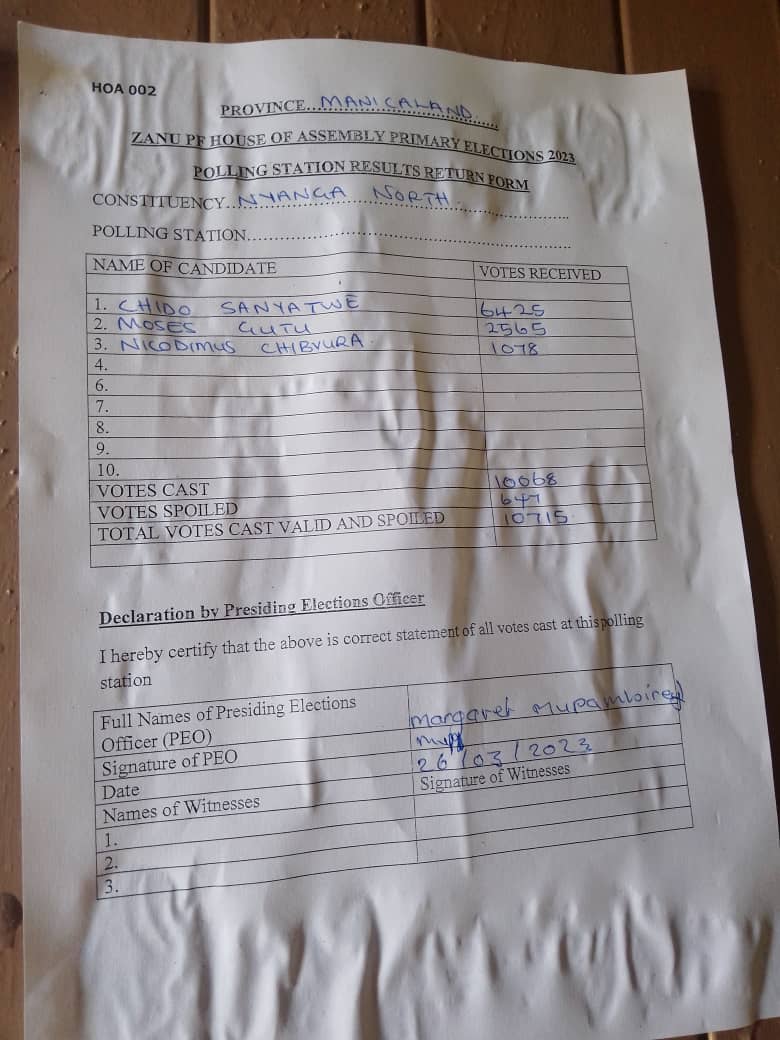 HOA 002
PROVINCE..MANICALAND.........
ZANU PF HOUSE OF ASSEMBLY PRIMARY ELECTIONS 2023
POLLING STATION RESULTS RETURN FORM
CONSTITUENCY..NYANGA NORTH....................
POLLING STATION............................................................
NAME OF CANDIDATE VOTES RECEIVED
1. CHIDO SANYATWE 6425
2. MOSES GUTU 2565
3. NICODIMUS CHIBVURA 1078
4.
6.
7.
8.
9.
10.
VOTES CAST 10068
VOTES SPOILED 647
TOTAL VOTES CAST VALID AND SPOILED 10715
Declaration by Presiding Elections Officer
I hereby certify that the above is correct statement of all votes cast at this polling
station
Full Names of Presiding Elections
Officer (PEO) Margaret
Signature of PEO
Date 26/03/2023
Names of Witnesses Signature of Witnesses
1.
2.
3.